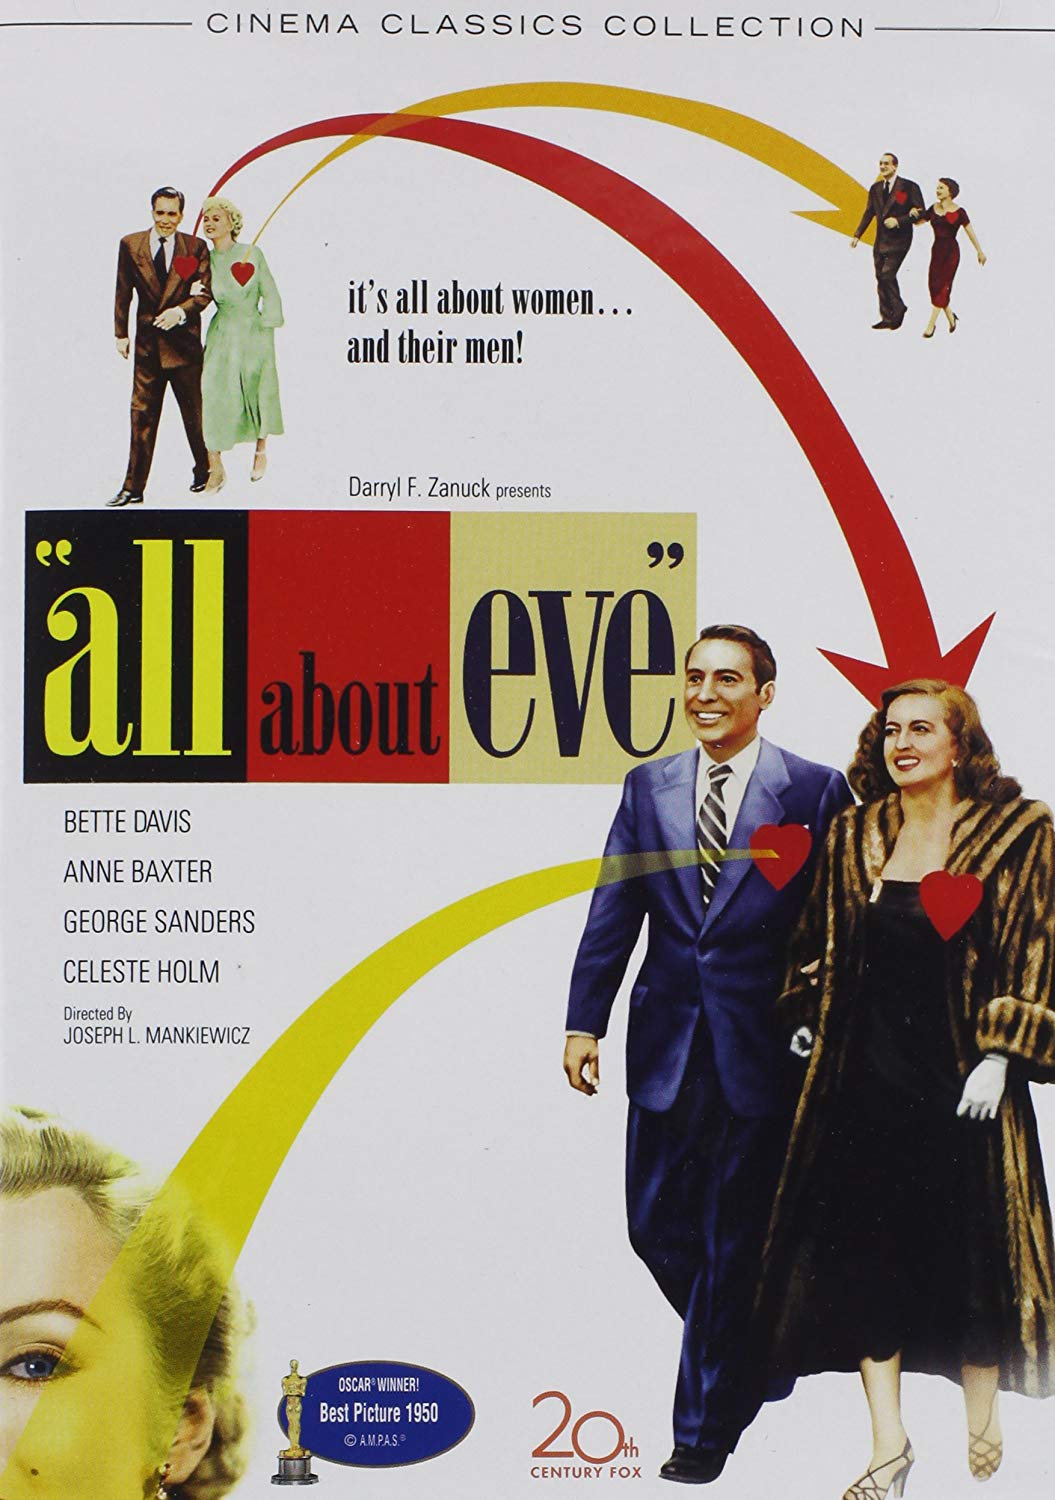 CINEMA CLASSICS COLLECTION
it's all about women...
and their men!
Darryl F. Zanuck presents
"all about eve"
BETTE DAVIS
ANNE BAXTER
GEORGE SANDERS
CELESTE HOLM
Directed By
JOSEPH L. MANKIEWICZ
OSCAR® WINNER!
Best Picture 1950
© A.M.P.A.S.®
20th
CENTURY FOX